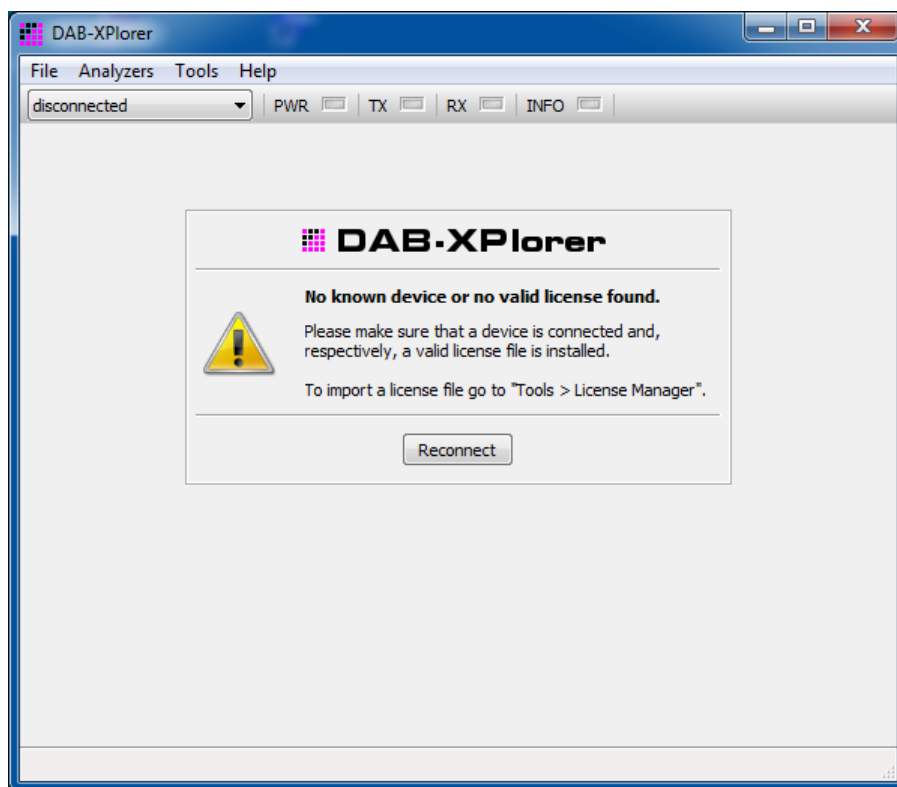 DAB-XPlorer
File Analyzers Tools Help
disconnected PWR TX RX INFO
DAB-XPlorer
No known device or no valid license found.
Please make sure that a device is connected and,
respectively, a valid license file is installed.
To import a license file go to "Tools > License Manager".
Reconnect